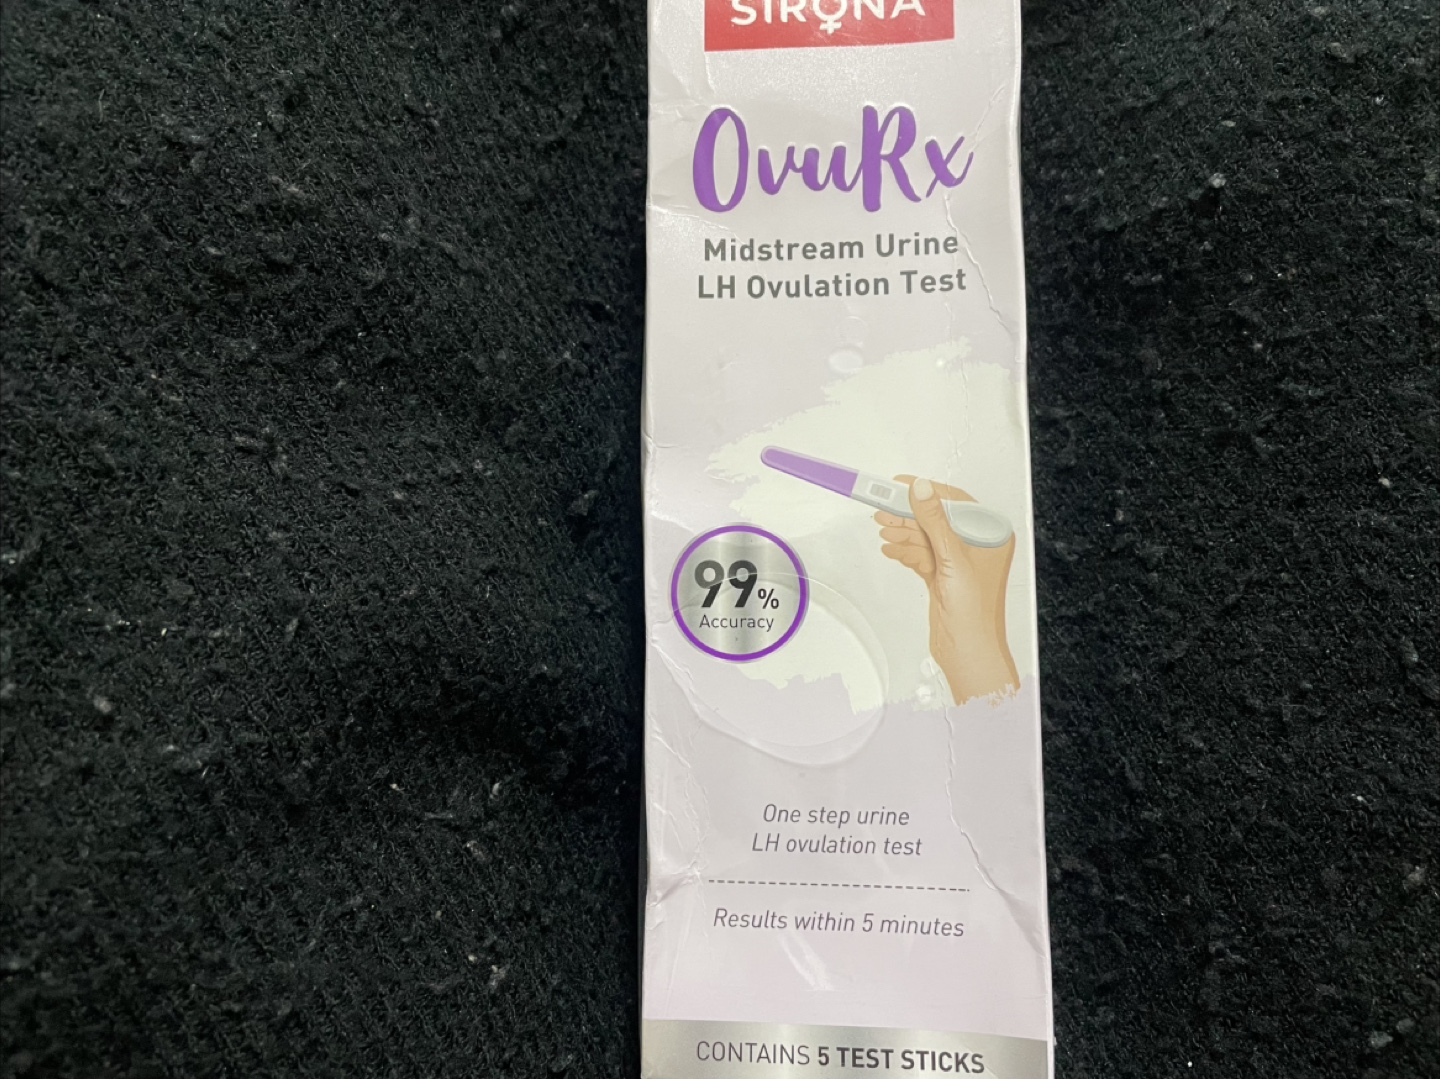 SIRONA
OvuRx
Midstream Urine
LH Ovulation Test
99%
Accuracy
One step urine
LH ovulation test
Results within 5 minutes
CONTAINS 5 TEST STICKS